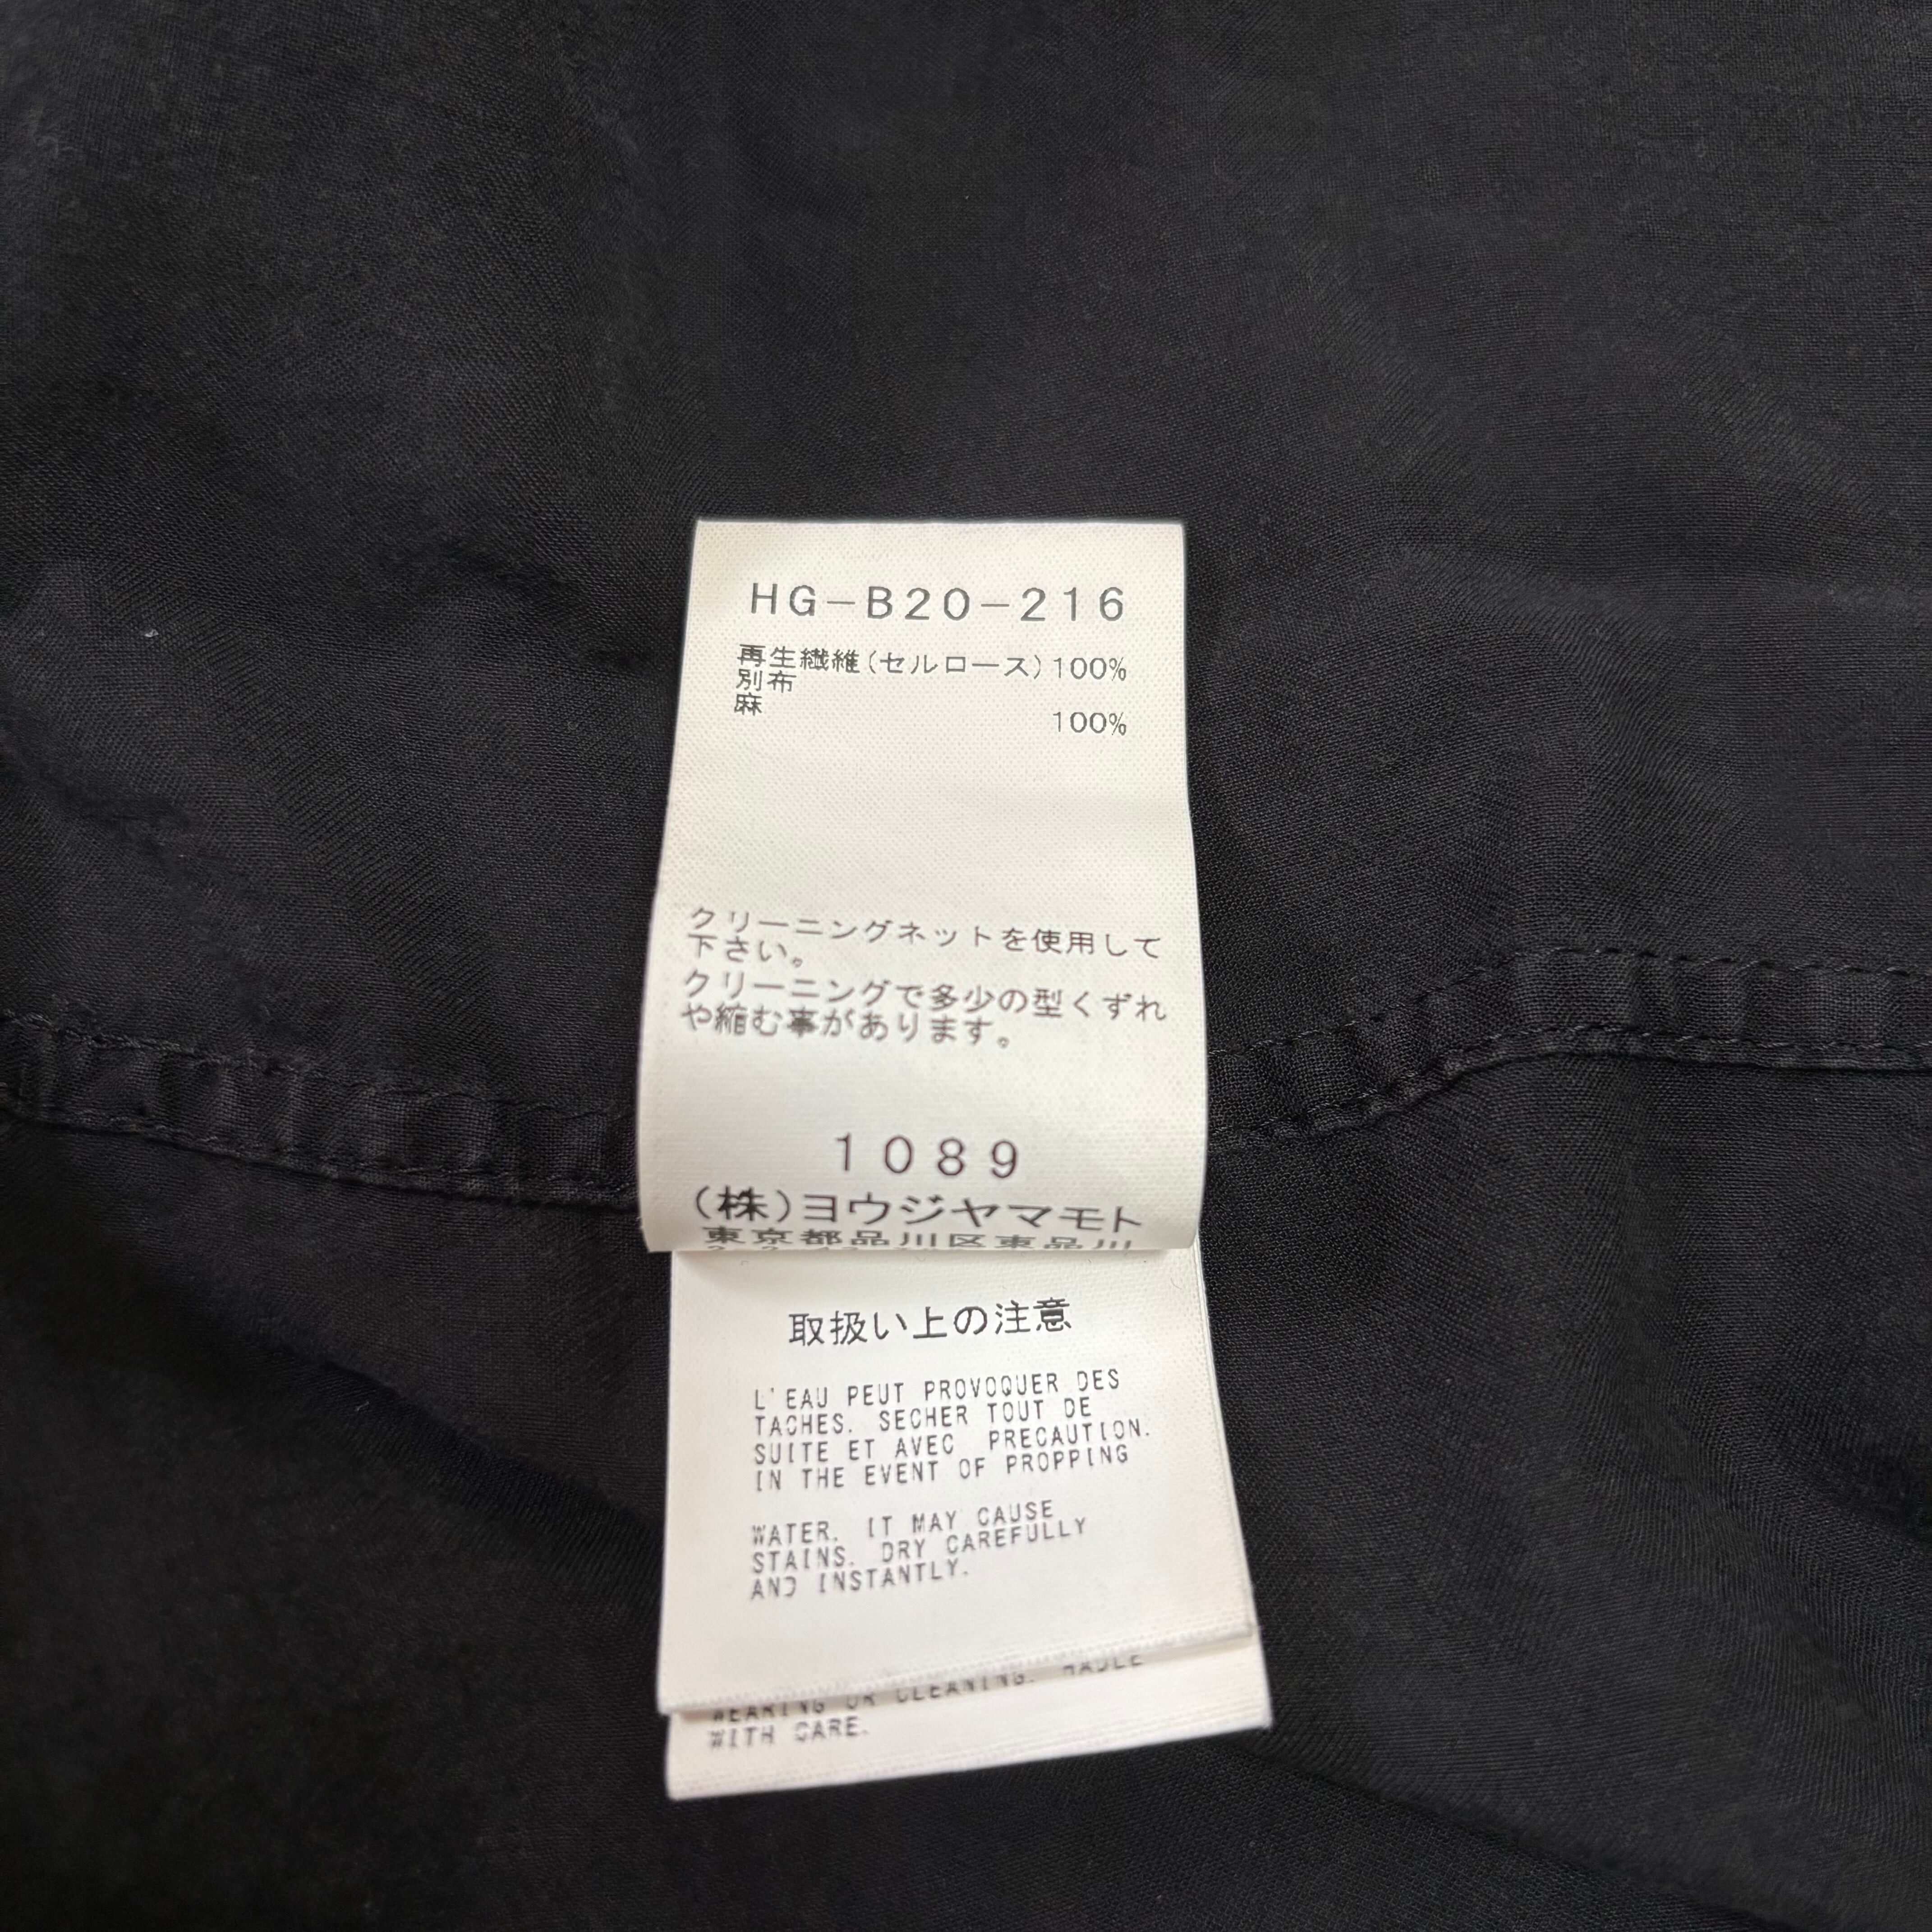 HG-B20-216
再生繊維(セルロース)100%
別布
麻 100%
クリーニングネットを使用して
下さい。
クリーニングで多少の型くずれ
や縮む事があります。
1089
(株)ヨウジヤマモト
東京都品川区東品川
取扱い上の注意
L'EAU PEUT PROVOQUER DES
TACHES. SECHER TOUT DE
SUITE ET AVEC PRECAUTION.
IN THE EVENT OF PROPPING
WATER. IT MAY CAUSE
STAINS. DRY CAREFULLY
AND INSTANTLY.
WEARING OR CLEANING. HADLE
WITH CARE.